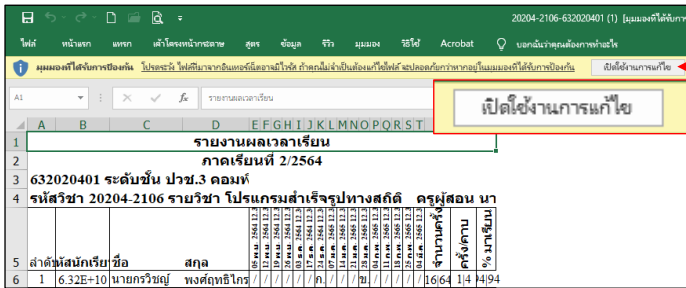 20204-2106-632020401 (1) [มุมมองที่ได้รับการ
ไฟล์ หน้าแรก แทรก เค้าโครงหน้ากระดาษ สูตร ข้อมูล รีวิว มุมมอง วิธีใช้ Acrobat บอกฉันว่าคุณต้องการทำอะไร
มุมมองที่ได้รับการป้องกัน โปรดระวัง ไฟล์ที่มาจากอินเทอร์เน็ตอาจมีไวรัส ถ้าคุณไม่จำเป็นต้องแก้ไขไฟล์ จะปลอดภัยกว่าหากอยู่ในมุมมองที่ได้รับการป้องกัน เปิดใช้งานการแก้ไข
A1 fx รายงานผลเวลาเรียน
เปิดใช้งานการแก้ไข
A B C D E F G H I J K L M N O P Q R S T
1 รายงานผลเวลาเรียน
2 ภาคเรียนที่ 2/2564
3 632020401 ระดับชั้น ปวช.3 คอมพ์
4 รหัสวิชา 20204-2106 รายวิชา โปรแกรมสำเร็จรูปทางสถิติ ครูผู้สอน นา
5 ลำดับ หัสนักเรีย ชื่อ สกุล จำนวนครั้ง ครั้ง/คาบ % มาเรียน
6 1 6.32E+10 นายกรวิชญ์ พงศ์ฤทธิไกร / / / / / / ก. / / / ข. / / / / 16 64 1 4 94 94